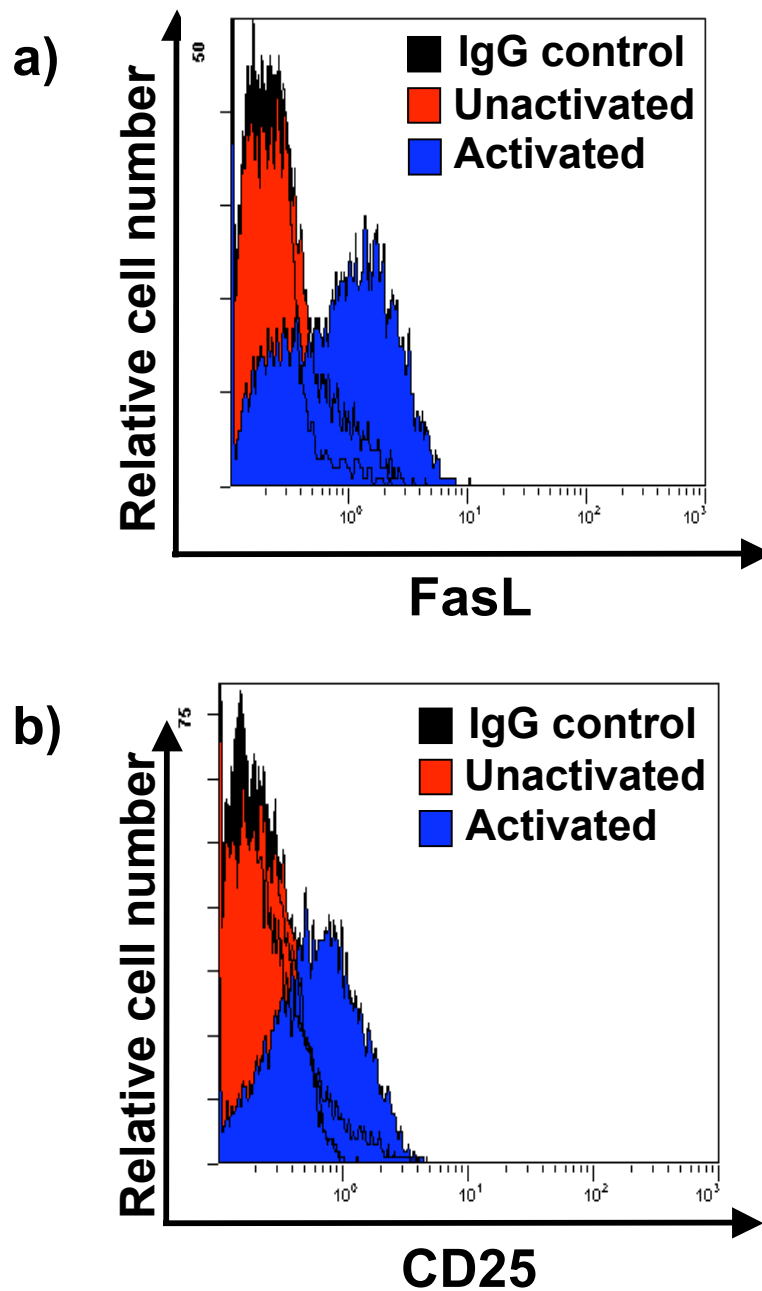 a)
50
IgG control
Unactivated
Activated
Relative cell number
10⁰ 10¹ 10² 10³
FasL
b)
75
IgG control
Unactivated
Activated
Relative cell number
10⁰ 10¹ 10² 10³
CD25